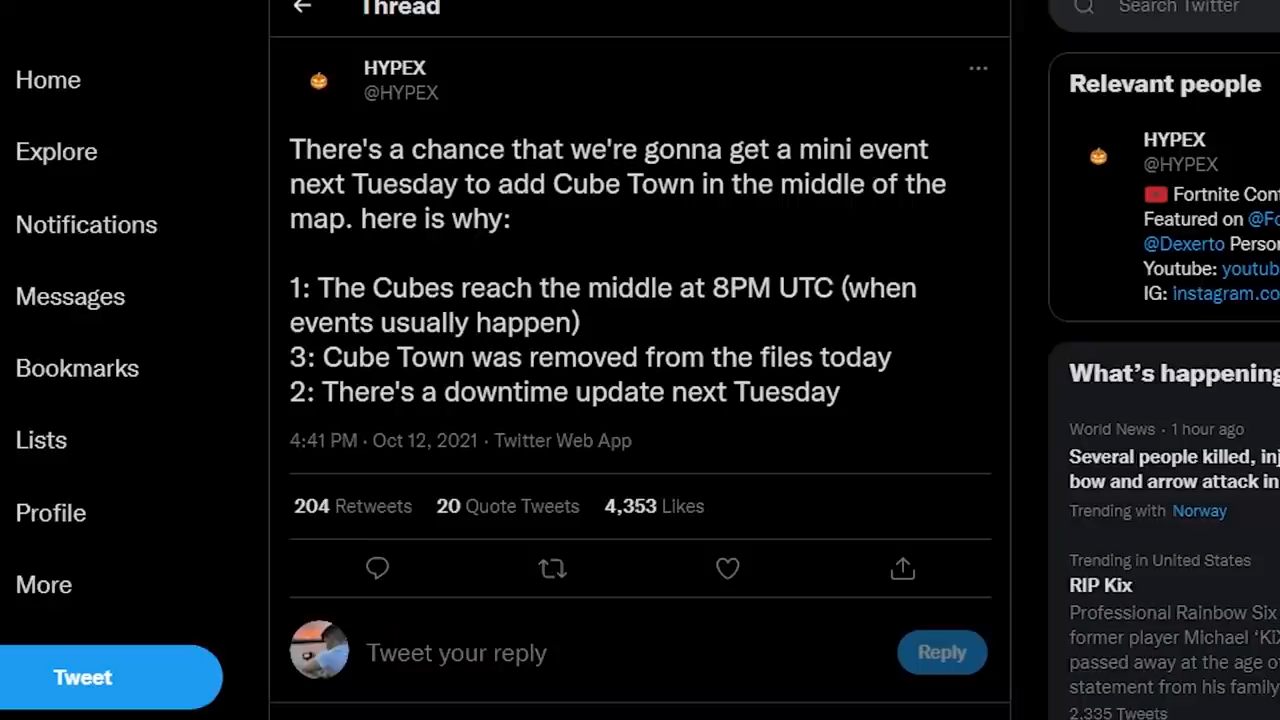 Thread
Home
Explore
Notifications
Messages
Bookmarks
Lists
Profile
More
Tweet
HYPEX
@HYPEX
There's a chance that we're gonna get a mini event
next Tuesday to add Cube Town in the middle of the
map. here is why:
1: The Cubes reach the middle at 8PM UTC (when
events usually happen)
3: Cube Town was removed from the files today
2: There's a downtime update next Tuesday
4:41 PM · Oct 12, 2021 · Twitter Web App
204 Retweets 20 Quote Tweets 4,353 Likes
Tweet your reply
Reply
Search Twitter
Relevant people
HYPEX
@HYPEX
Fortnite
Featured on
@Dexerto
Youtube:
IG:
What's happening
World News · 1 hour ago
Several people killed,
bow and arrow attack in
Trending with Norway
Trending in United States
RIP Kix
Professional Rainbow Six
former player Michael
passed away at the age of
statement from his family
2,335 Tweets